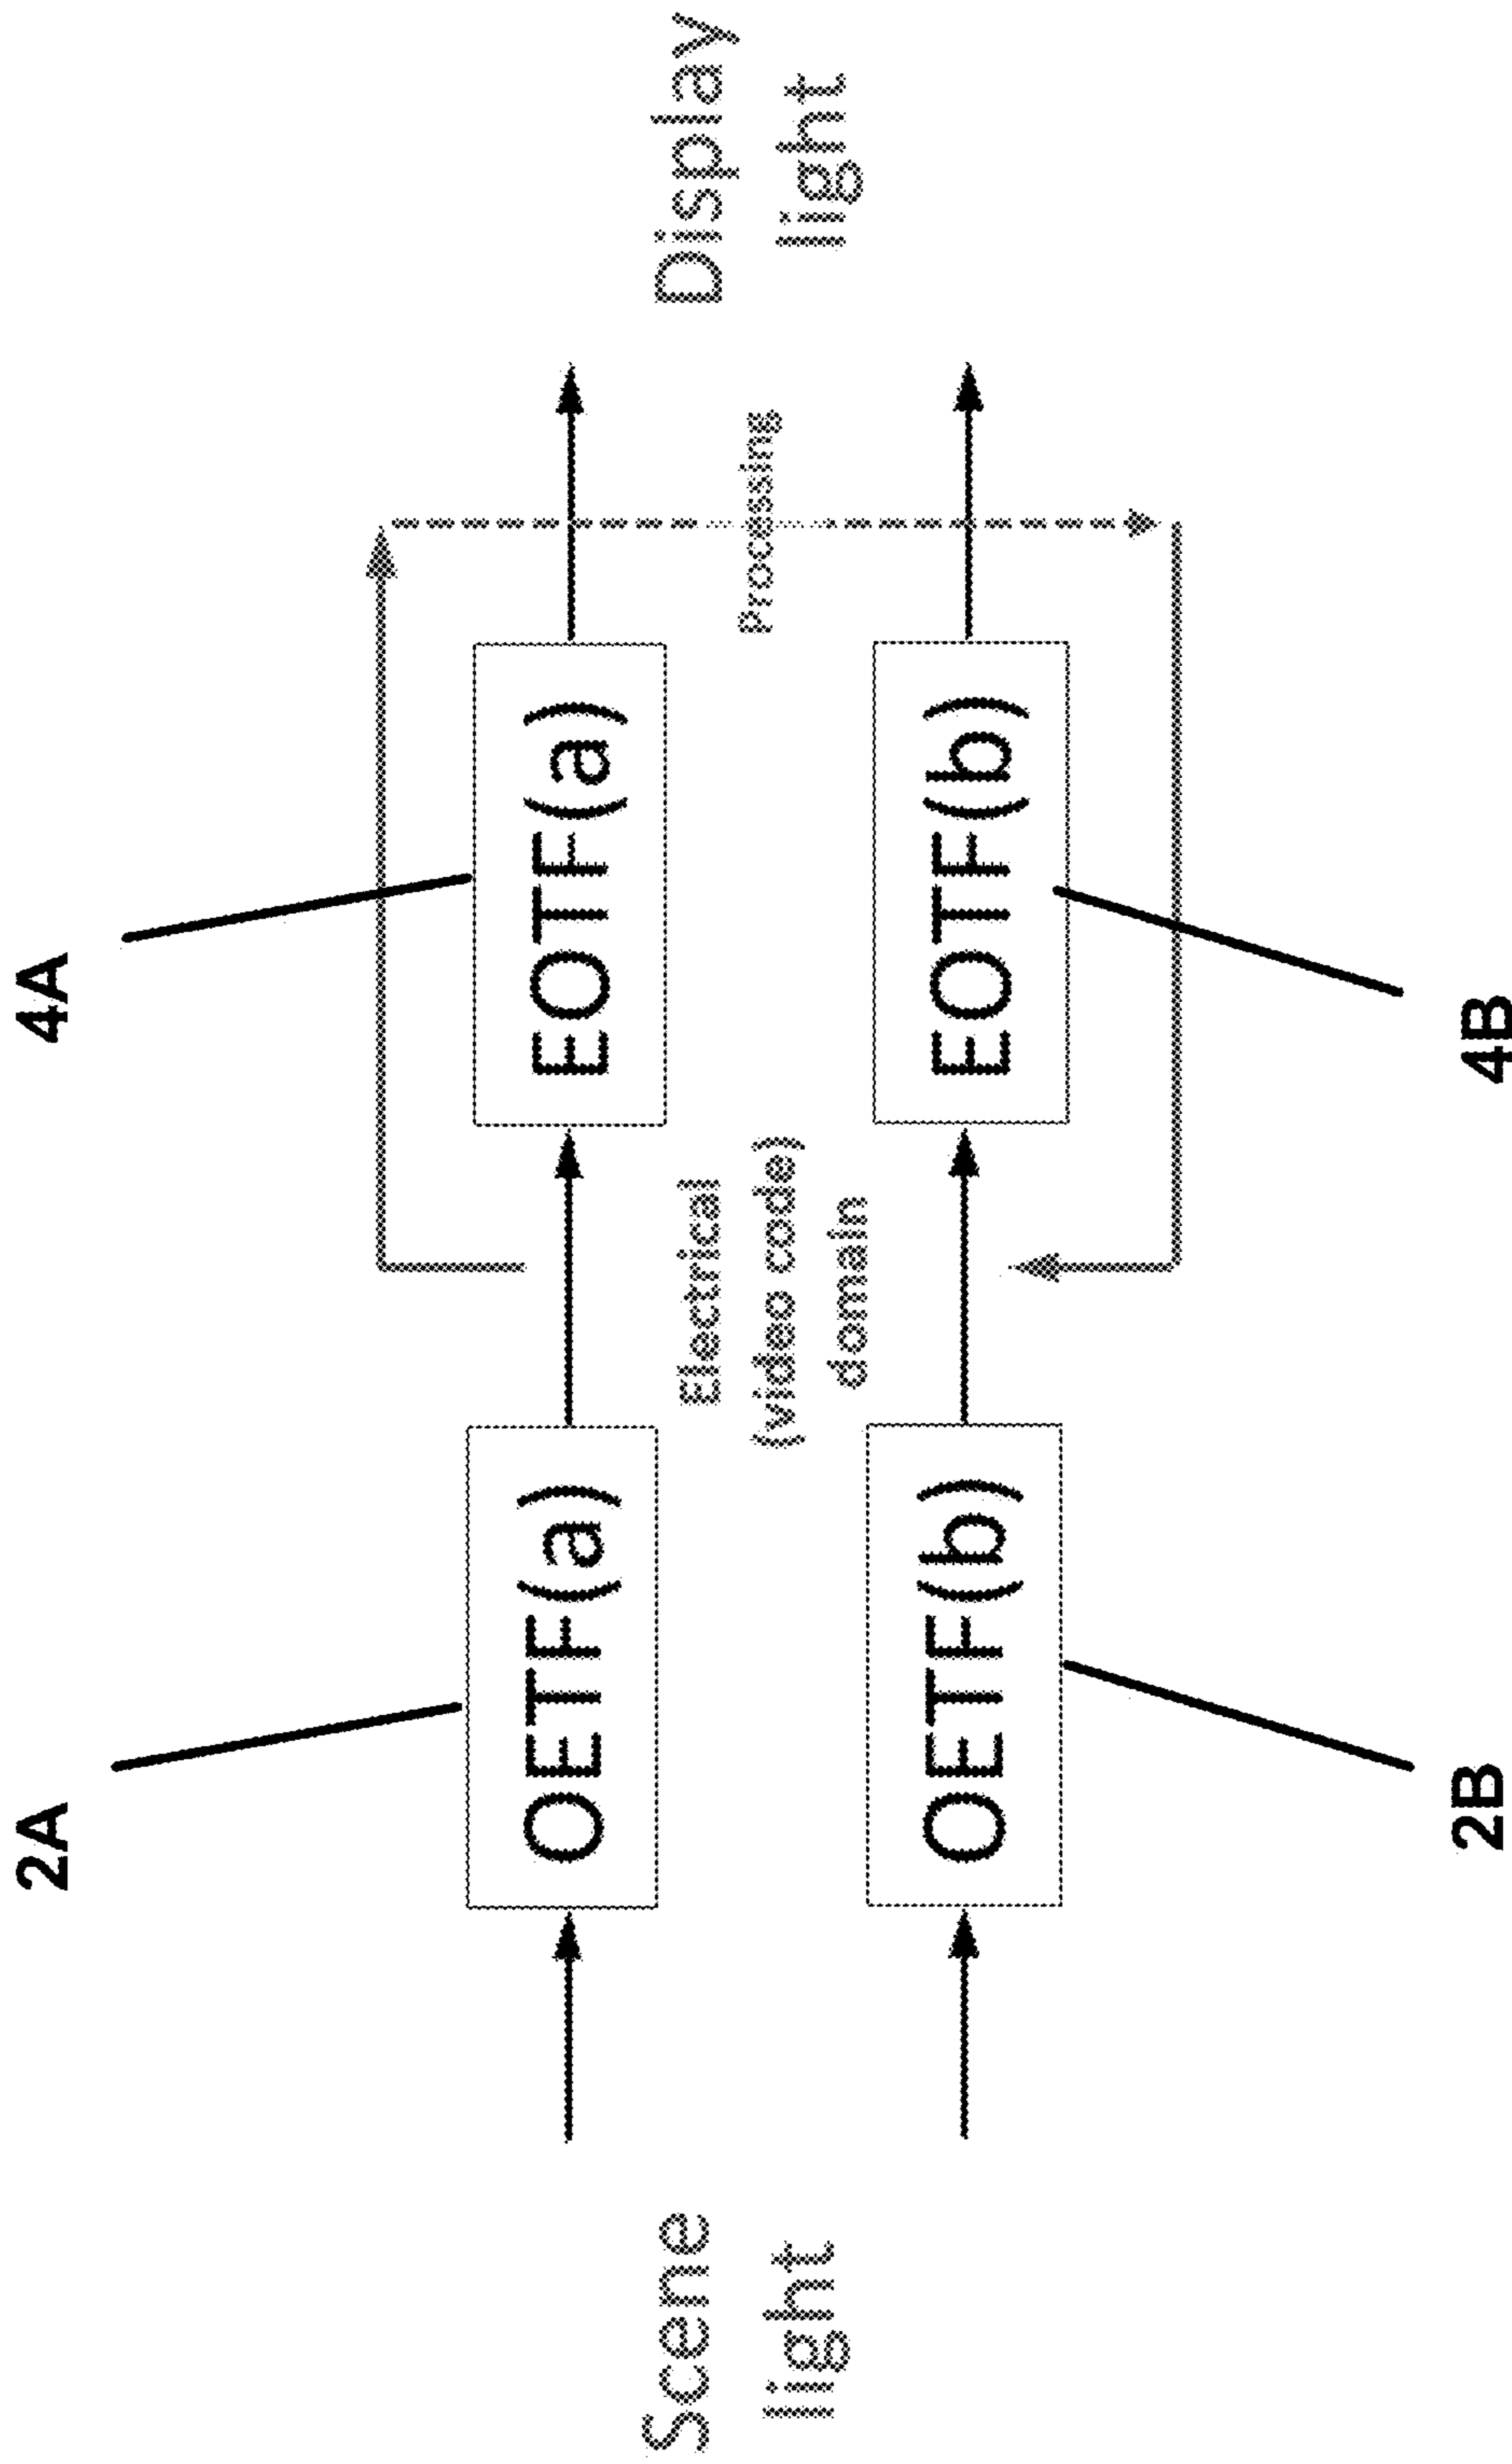 2A
4A
OETF(a)
EOTF(a)
Scene
light
Electrical
(video code)
domain
Processing
Display
light
OETF(b)
EOTF(b)
2B
4B